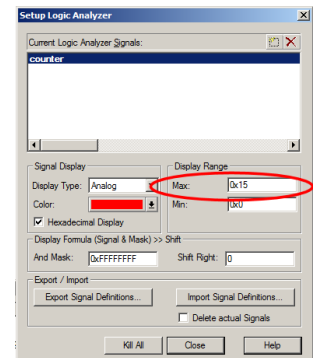 Setup Logic Analyzer
Current Logic Analyzer Signals:
counter
Signal Display
Display Range
Display Type: Analog
Max: 0x15
Color:
Min: 0x0
Hexadecimal Display
Display Formula (Signal & Mask) >> Shift
And Mask: 0xFFFFFFFF
Shift Right: 0
Export / Import
Export Signal Definitions...
Import Signal Definitions...
Delete actual Signals
Kill All
Close
Help